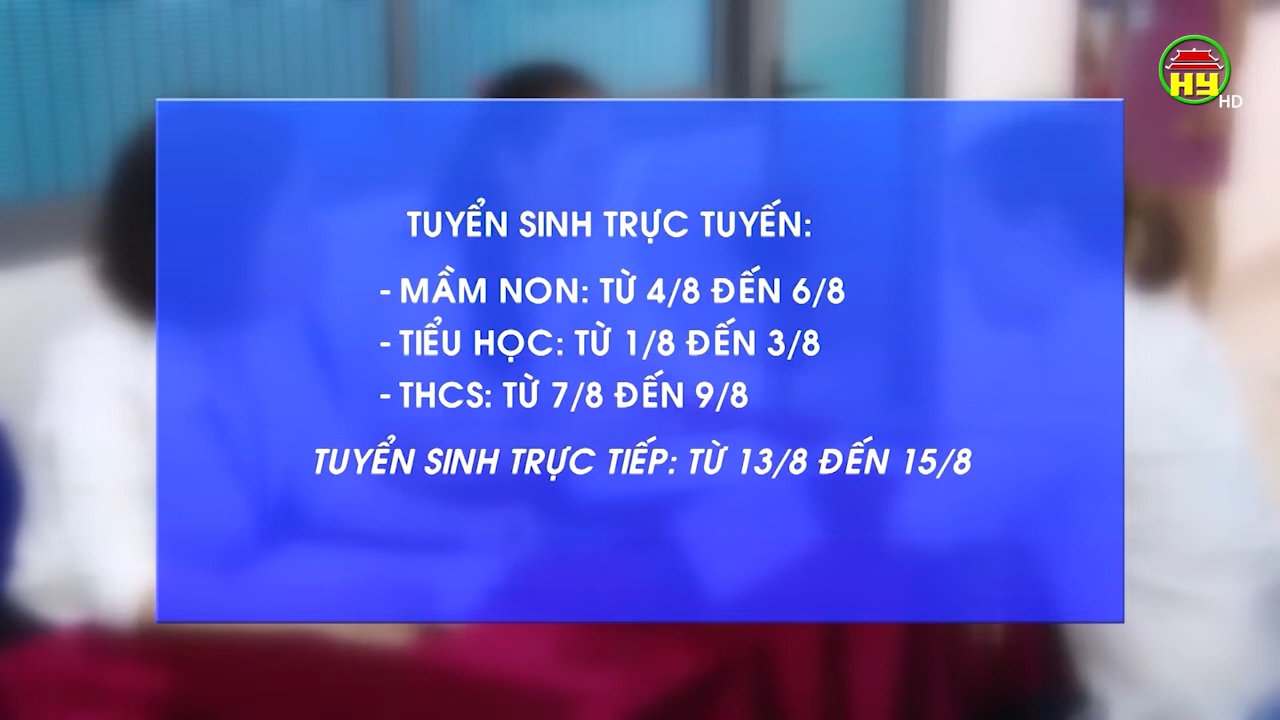 HY
HD
TUYỂN SINH TRỰC TUYẾN:
- MẦM NON: TỪ 4/8 ĐẾN 6/8
- TIỂU HỌC: TỪ 1/8 ĐẾN 3/8
- THCS: TỪ 7/8 ĐẾN 9/8
TUYỂN SINH TRỰC TIẾP: TỪ 13/8 ĐẾN 15/8